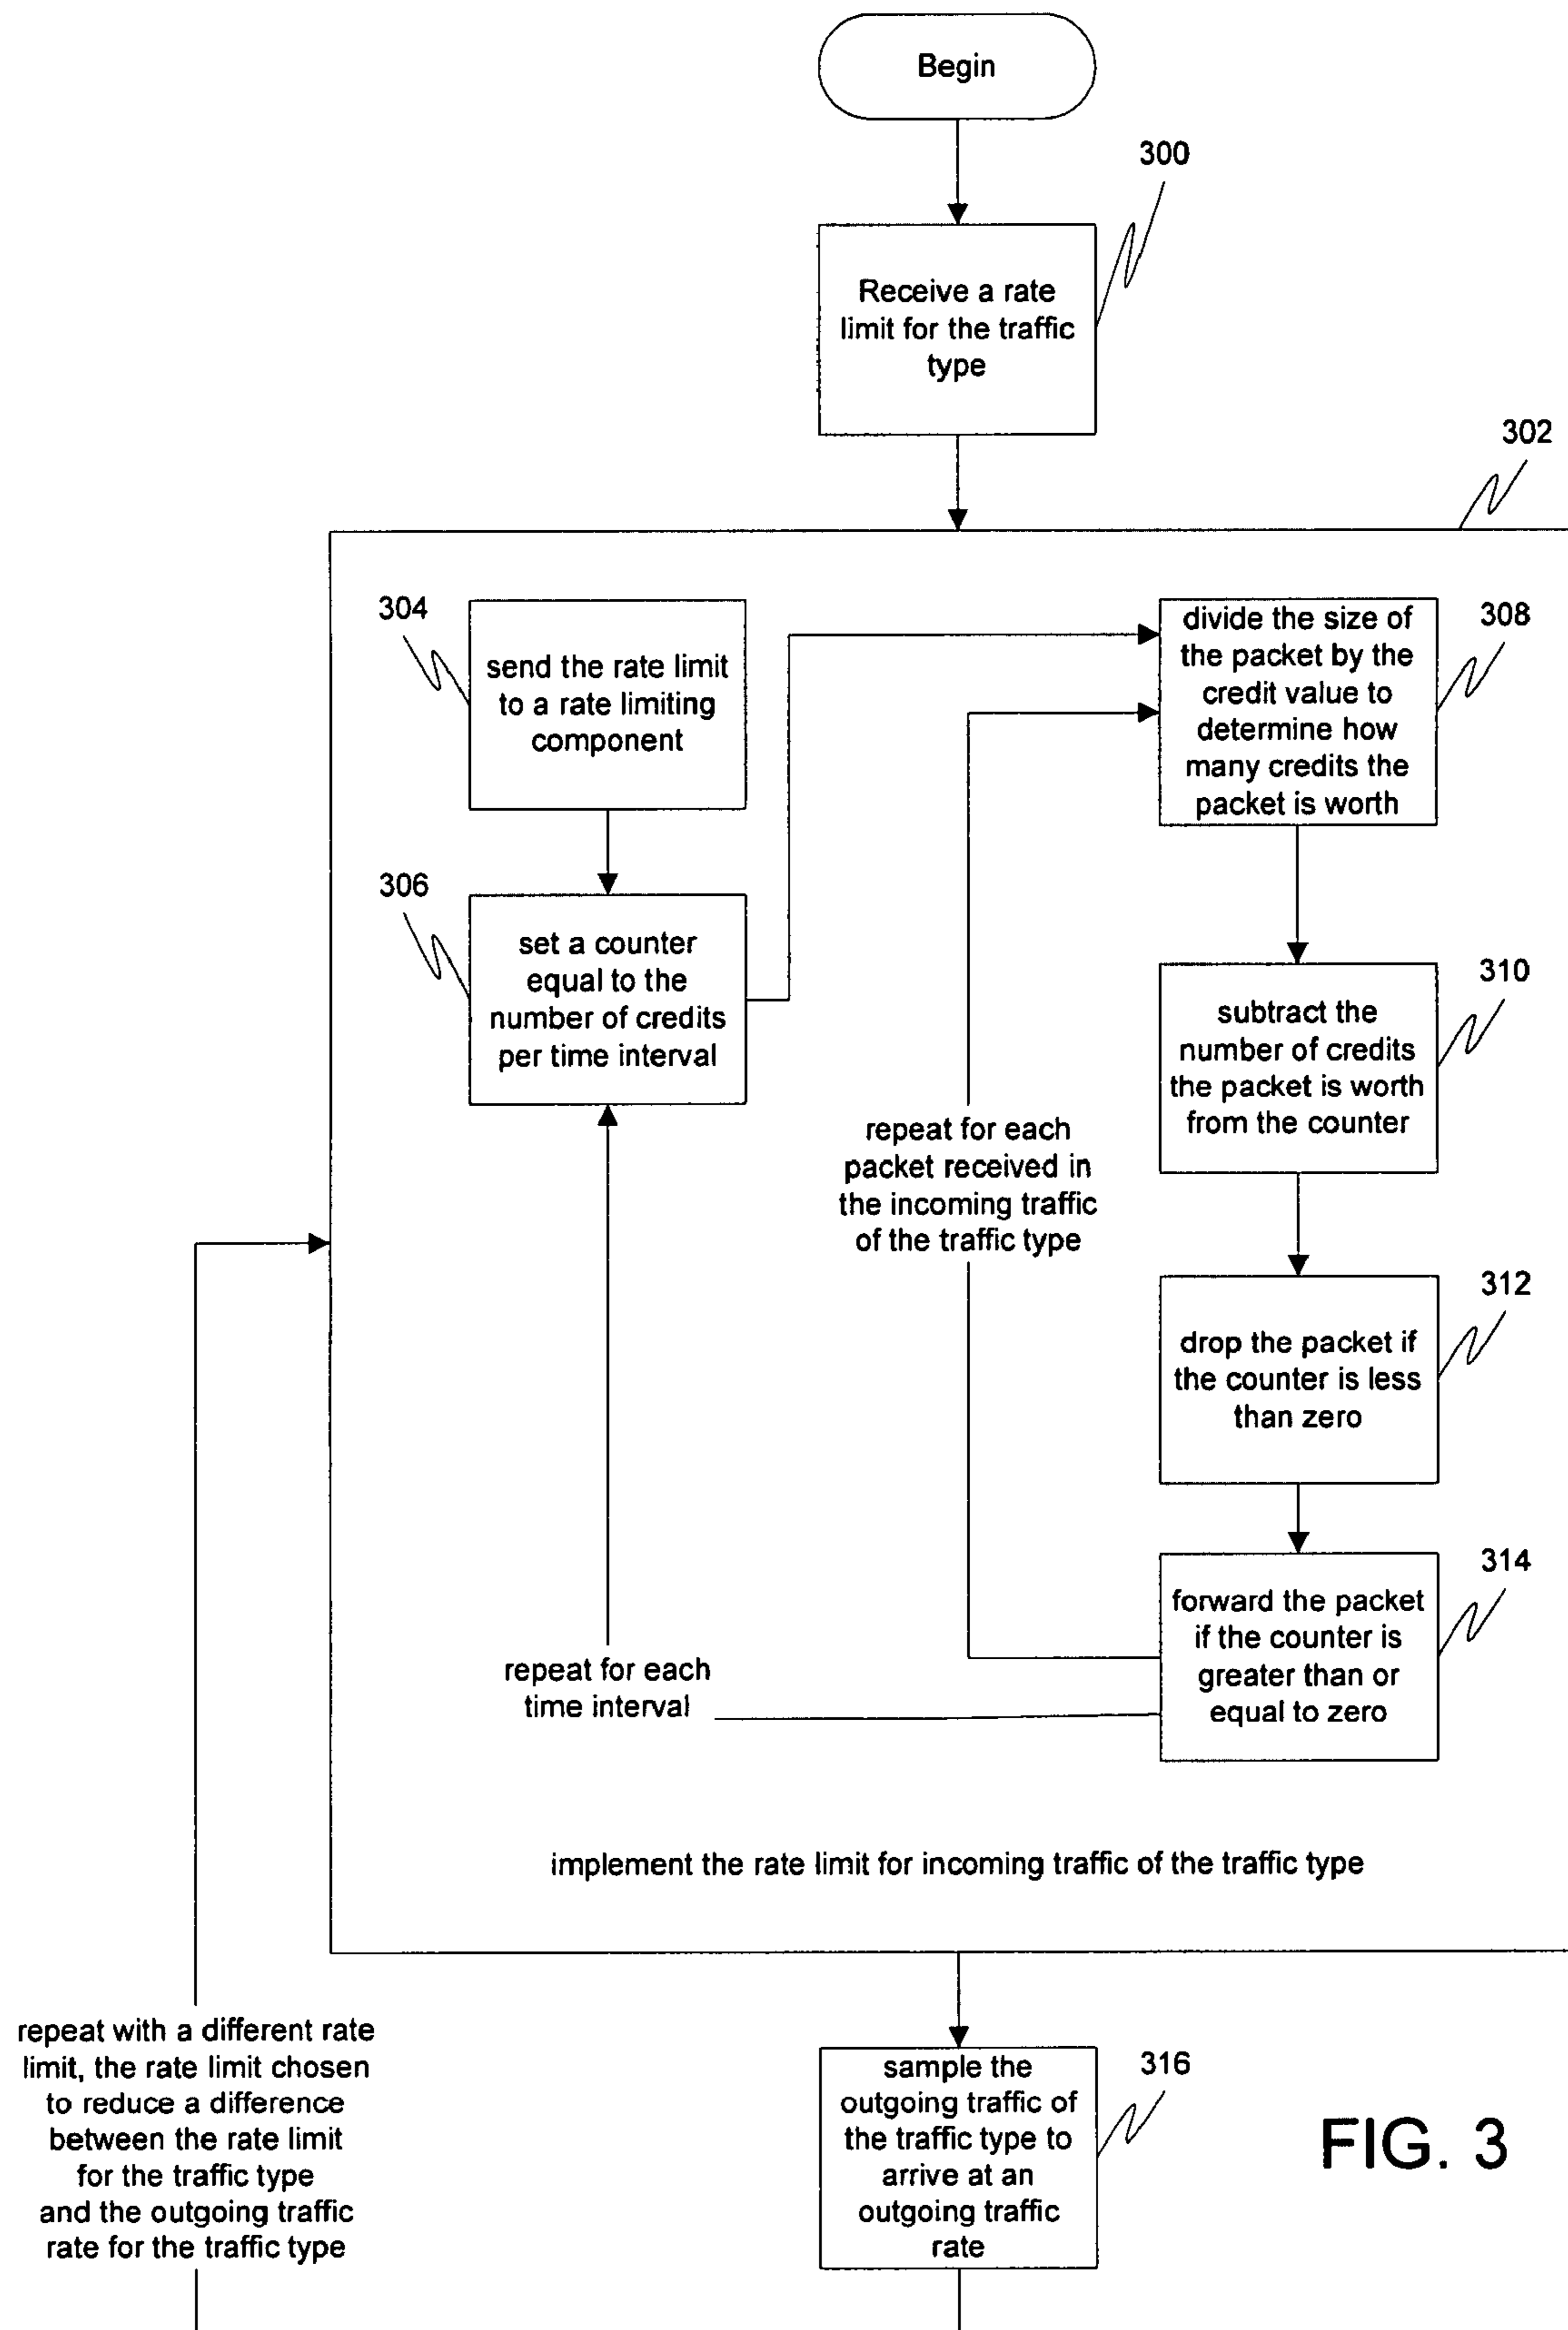 Begin
300
Receive a rate
limit for the traffic
type
302
304
send the rate limit
to a rate limiting
component
306
set a counter
equal to the
number of credits
per time interval
308
divide the size of
the packet by the
credit value to
determine how
many credits the
packet is worth
310
subtract the
number of credits
the packet is worth
from the counter
repeat for each
packet received in
the incoming traffic
of the traffic type
312
drop the packet if
the counter is less
than zero
314
forward the packet
if the counter is
greater than or
equal to zero
repeat for each
time interval
implement the rate limit for incoming traffic of the traffic type
repeat with a different rate
limit, the rate limit chosen
to reduce a difference
between the rate limit
for the traffic type
and the outgoing traffic
rate for the traffic type
316
sample the
outgoing traffic of
the traffic type to
arrive at an
outgoing traffic
rate
FIG. 3